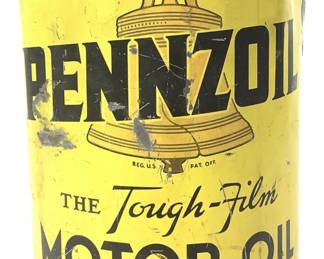 PENNZOIL
REG. U.S. PAT. OFF.
THE Tough-Film
MOTOR OIL